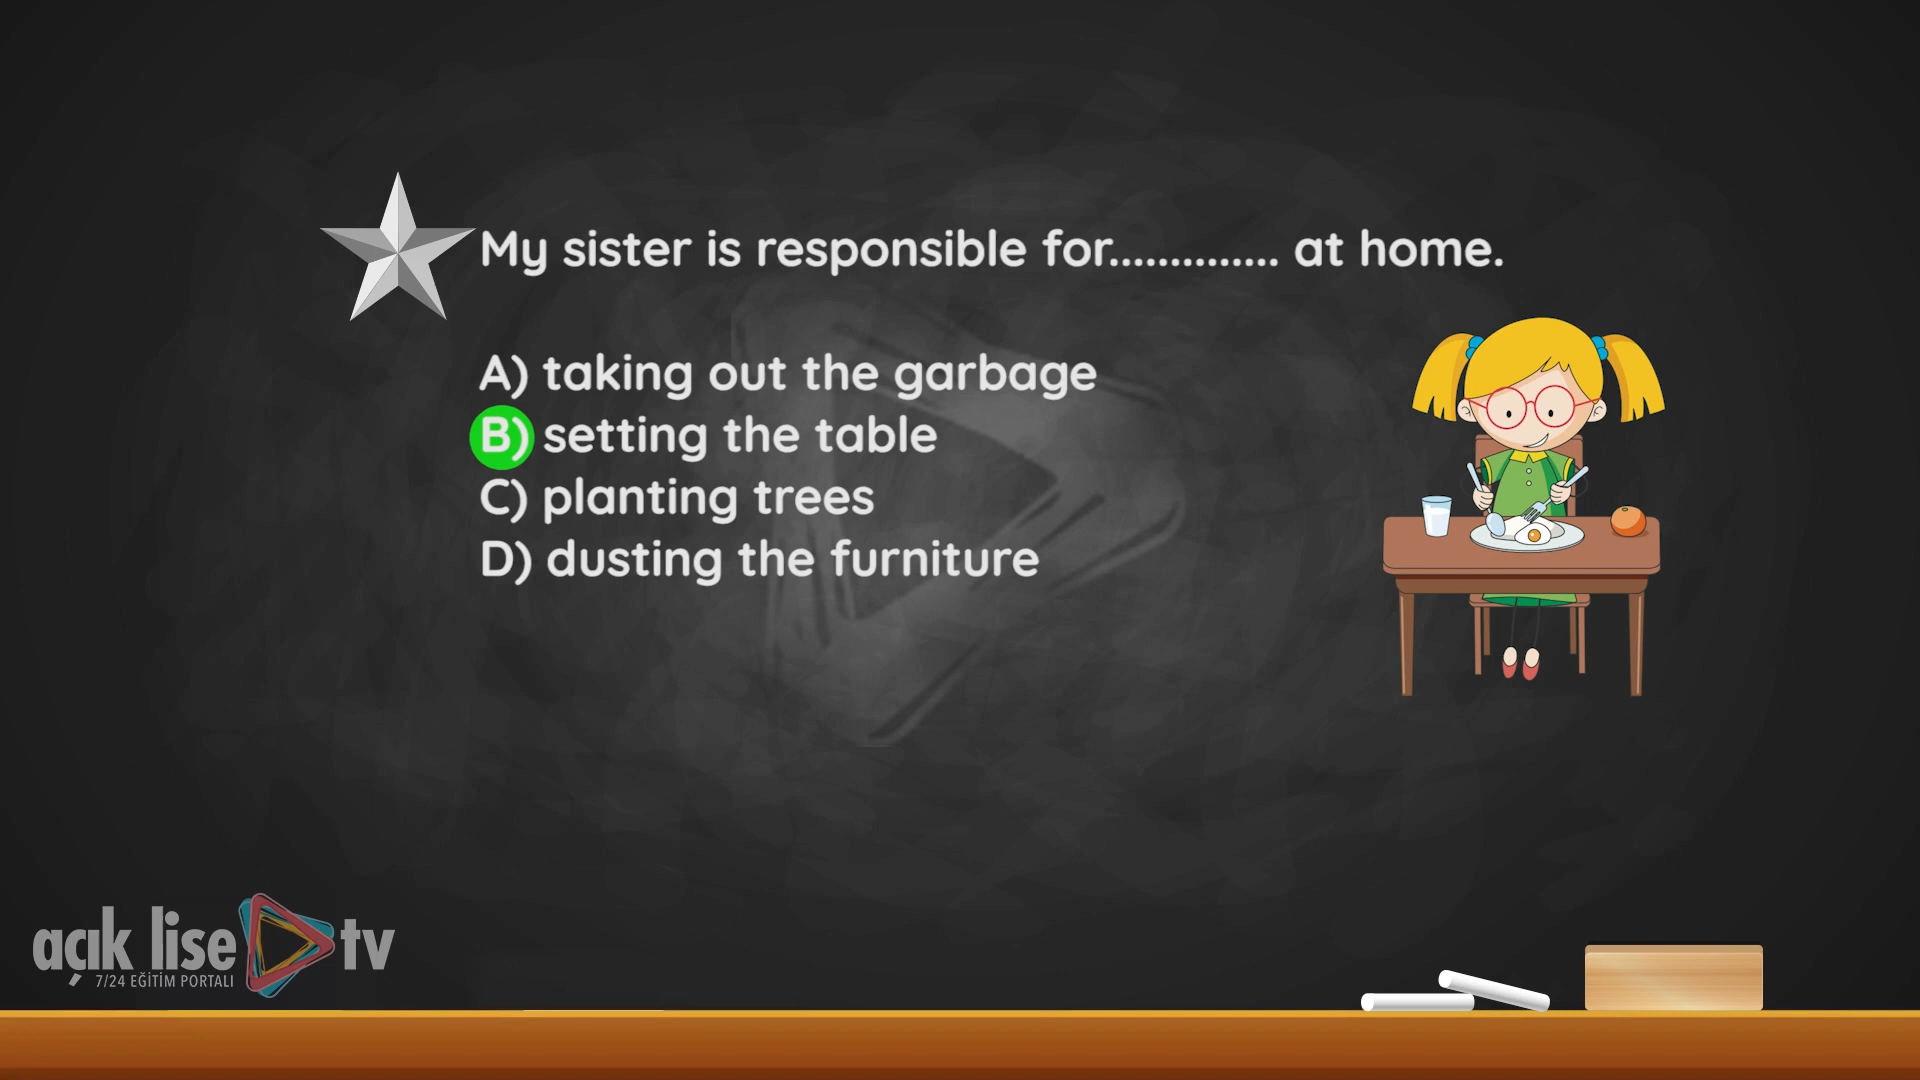 My sister is responsible for.............. at home.
A) taking out the garbage
B) setting the table
C) planting trees
D) dusting the furniture
açık lise tv
7/24 EĞİTİM PORTALI